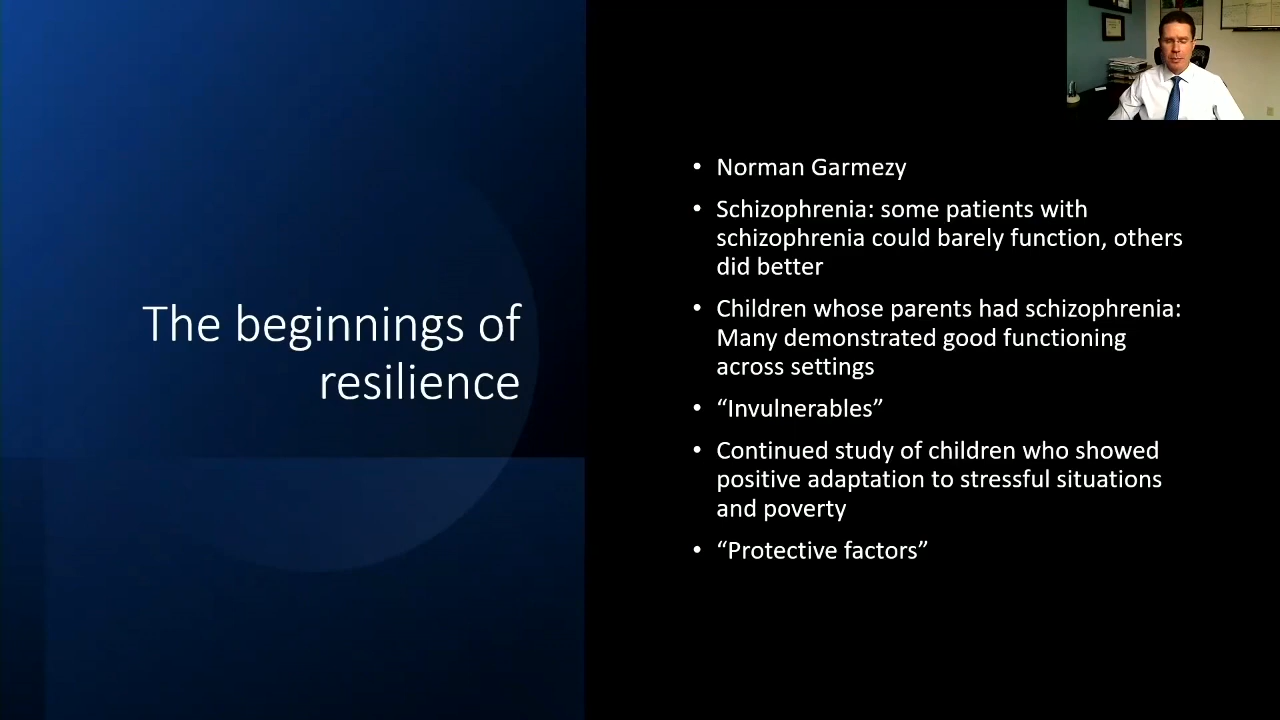 The beginnings of
resilience
• Norman Garmezy
• Schizophrenia: some patients with
schizophrenia could barely function, others
did better
• Children whose parents had schizophrenia:
Many demonstrated good functioning
across settings
• “Invulnerables”
• Continued study of children who showed
positive adaptation to stressful situations
and poverty
• “Protective factors”